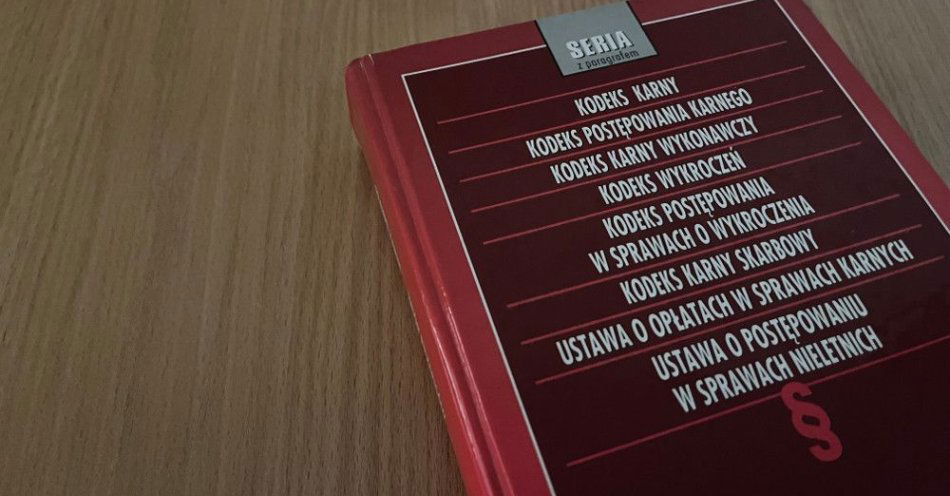 SERIA
z paragrafem
KODEKS KARNY
KODEKS POSTĘPOWANIA KARNEGO
KODEKS KARNY WYKONAWCZY
KODEKS WYKROCZEŃ
KODEKS POSTĘPOWANIA
W SPRAWACH O WYKROCZENIA
KODEKS KARNY SKARBOWY
USTAWA O OPŁATACH W SPRAWACH KARNYCH
USTAWA O POSTĘPOWANIU
W SPRAWACH NIELETNICH
§